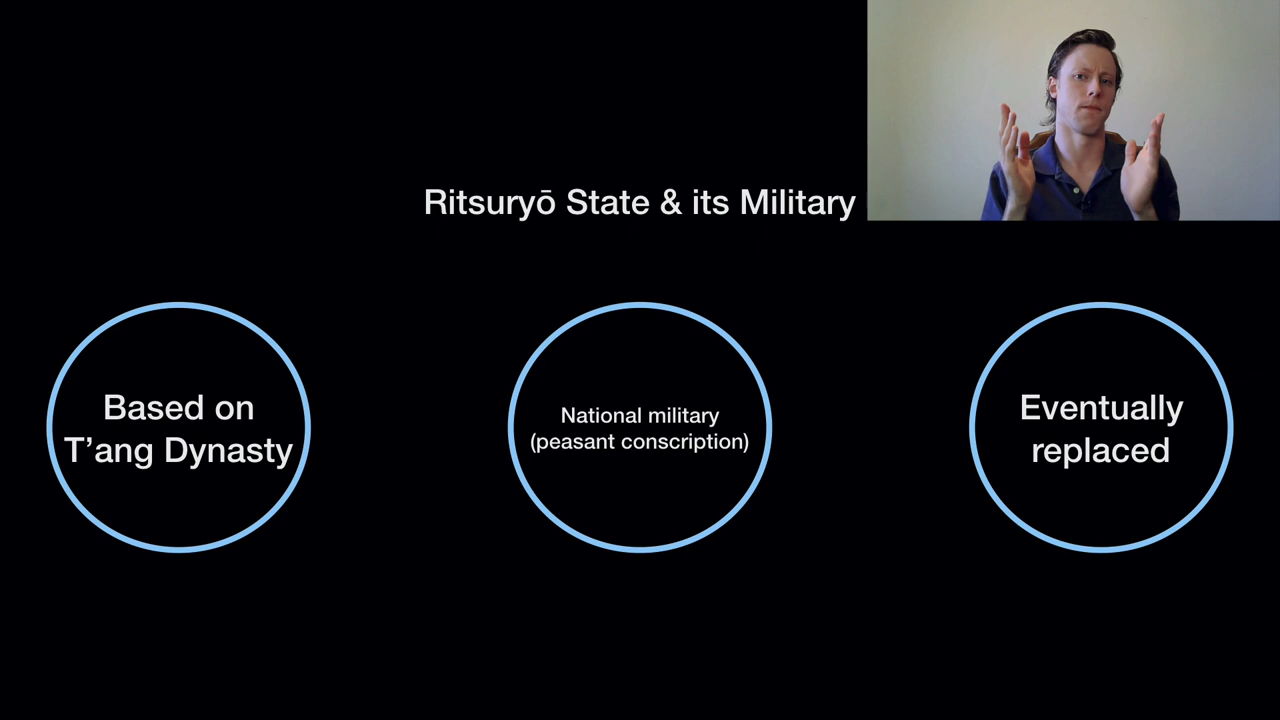 Ritsuryō State & its Military
Based on
T’ang Dynasty
National military
(peasant conscription)
Eventually
replaced